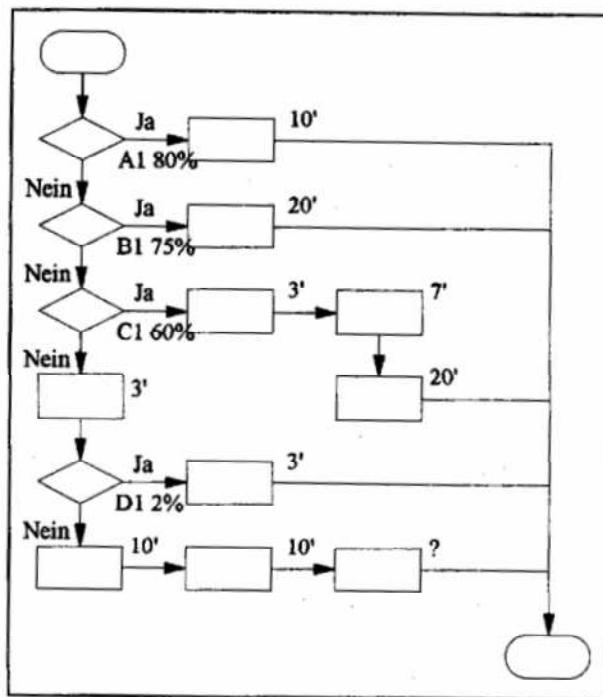 Ja 10'
A1 80%
Nein
Ja 20'
B1 75%
Nein
Ja 3' 7'
C1 60%
Nein
3' 20'
Ja 3'
D1 2%
Nein
10' 10' ?